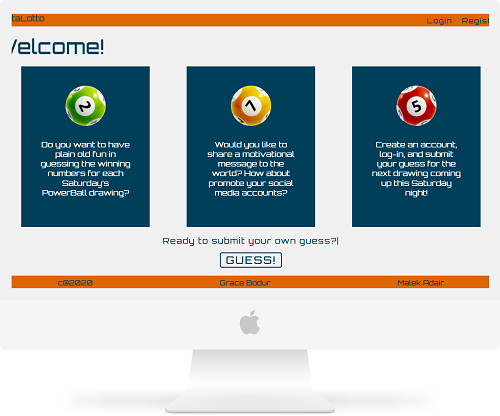 taLotto
Login Regist
elcome!
2
7
5
Do you want to have
plain old fun in
guessing the winning
numbers for each
Saturday's
PowerBall drawing?
Would you like to
share a motivational
message to the
world? How about
promote your social
media accounts?
Create an account,
log-in, and submit
your guess for the
next drawing coming
up this Saturday
night!
Ready to submit your own guess?|
GUESS!
c@2020 Grace Bodur Malek Adair